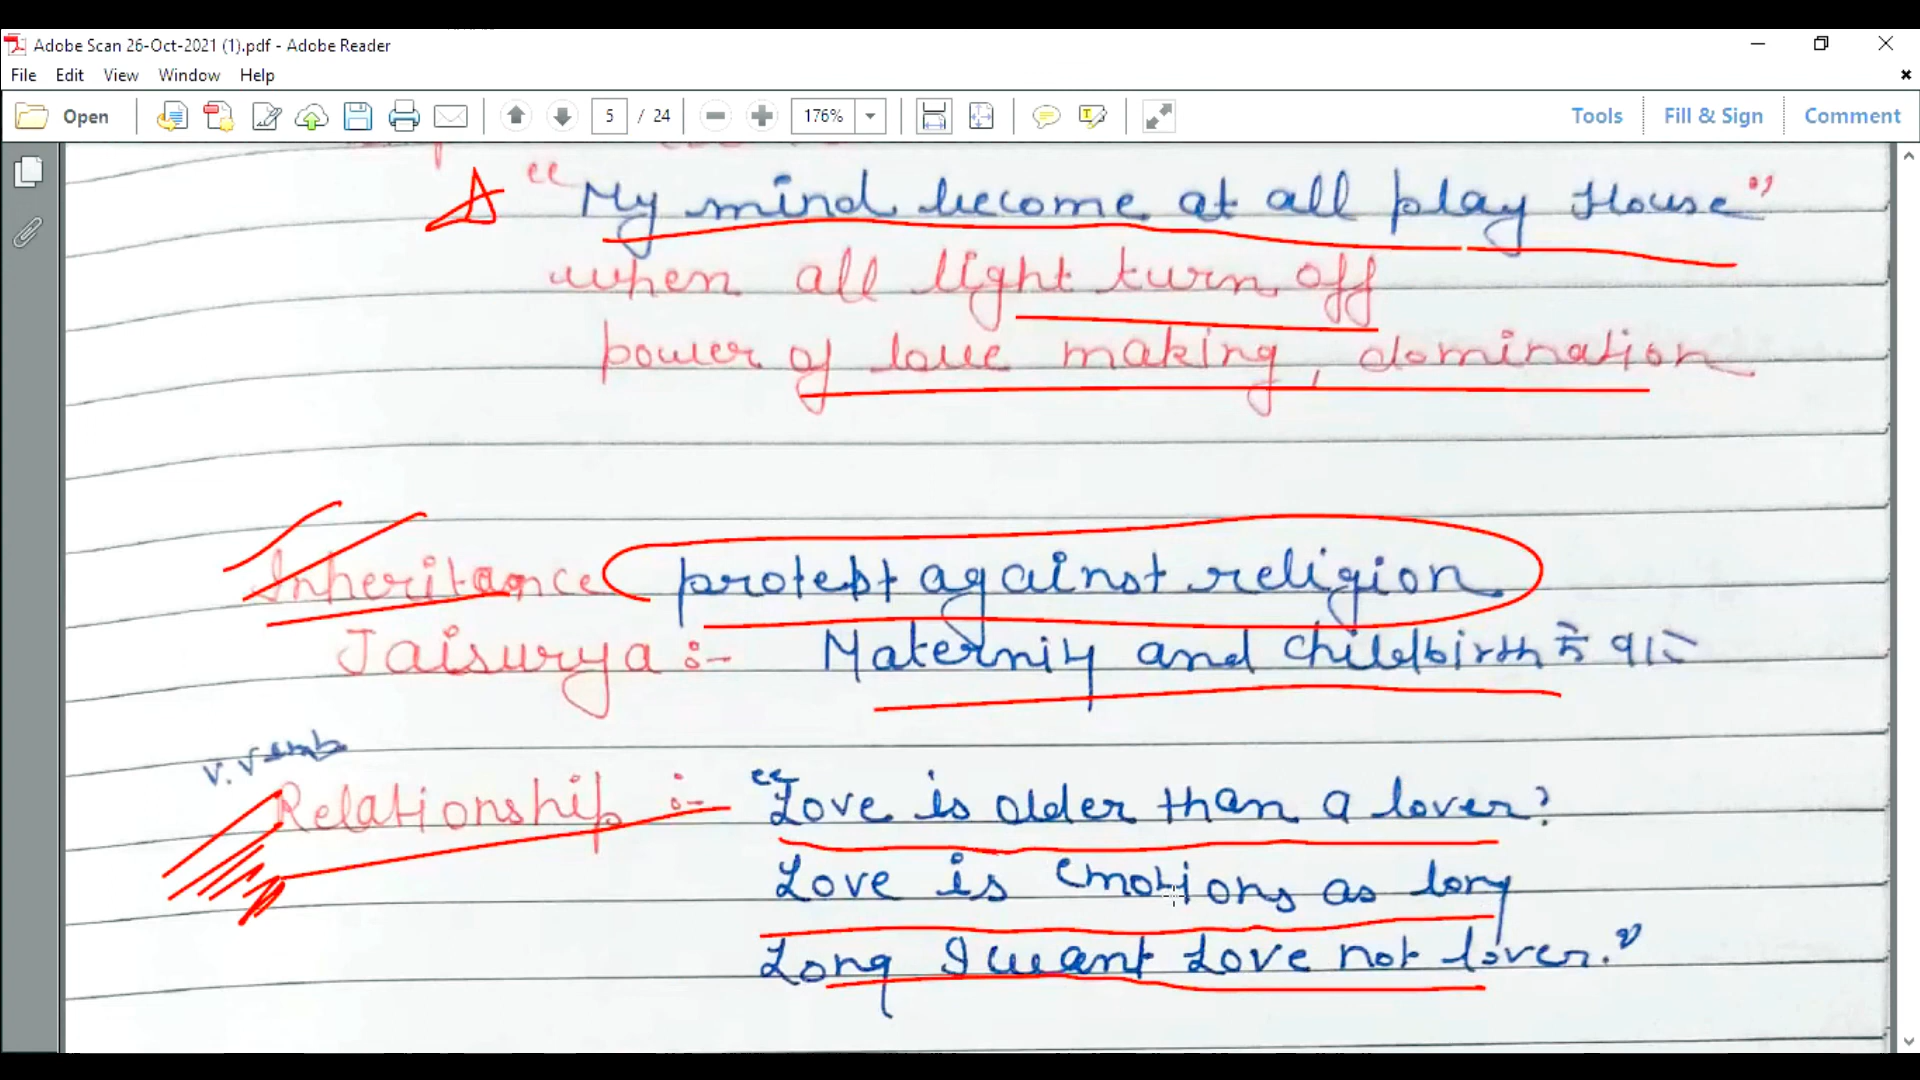 Adobe Scan 26-Oct-2021 (1).pdf - Adobe Reader
File Edit View Window Help
Open 5 / 24 176% Tools Fill & Sign Comment
"My mind become at all play House"
when all light turn off
power of love making, domination
Inheritance protest against religion
Jaisurya :- Materniy and childbirth के बारे
v.v imb
Relationship :- "Love is older than a lover?
Love is emotions as long
Long I want Love not lover."